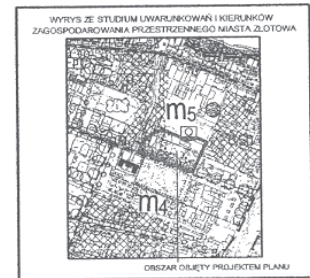 WYRYS ZE STUDIUM UWARUNKOWAŃ I KIERUNKÓW
ZAGOSPODAROWANIA PRZESTRZENNEGO MIASTA ZŁOTOWA
m5
m4
OBSZAR OBJĘTY PROJEKTEM PLANU